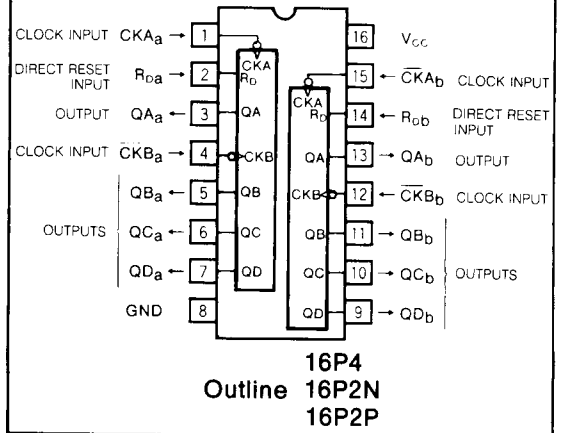 CLOCK INPUT CKAa → 1
DIRECT RESET INPUT RDa → 2
OUTPUT QAa ← 3
CLOCK INPUT C̅K̅Ba → 4
QBa ← 5
OUTPUTS QCa ← 6
QDa ← 7
GND 8
CKA
RD
QA
CKB
QB
QC
QD
CKA
RD
QA
CKB
QB
QC
QD
16 VCC
15 ← C̅K̅Ab CLOCK INPUT
14 ← RDb DIRECT RESET INPUT
13 → QAb OUTPUT
12 ← C̅K̅Bb CLOCK INPUT
11 → QBb
10 → QCb OUTPUTS
9 → QDb
16P4
Outline 16P2N
16P2P